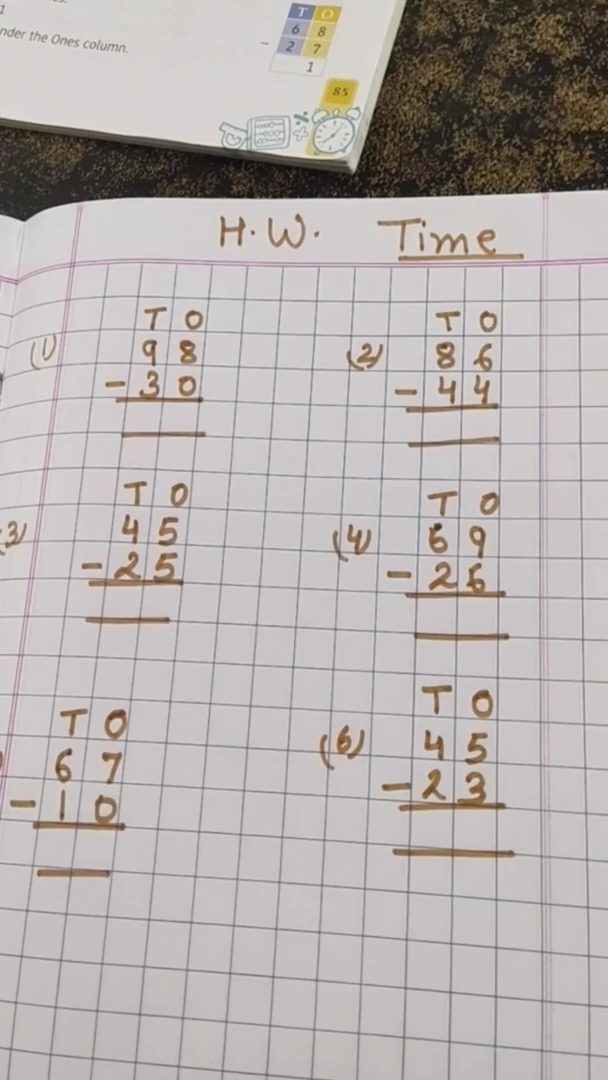 1
nder the Ones column.
T O
6 8
- 2 7
1
85
H.W. Time
(1)
T O
9 8
- 3 0
(2)
T O
8 6
- 4 4
3)
T O
4 5
- 2 5
(4)
T O
6 9
- 2 6
T O
6 7
- 1 0
(6)
T O
4 5
- 2 3